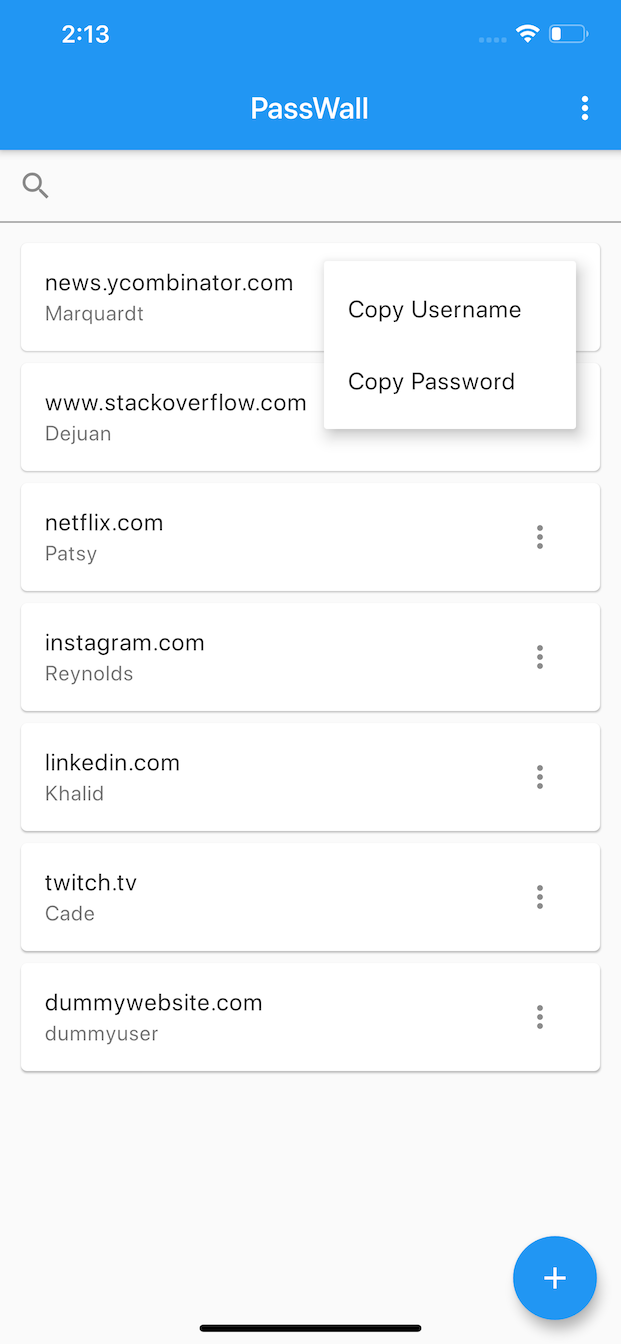 2:13
PassWall
news.ycombinator.com
Marquardt
Copy Username
Copy Password
www.stackoverflow.com
Dejuan
netflix.com
Patsy
instagram.com
Reynolds
linkedin.com
Khalid
twitch.tv
Cade
dummywebsite.com
dummyuser